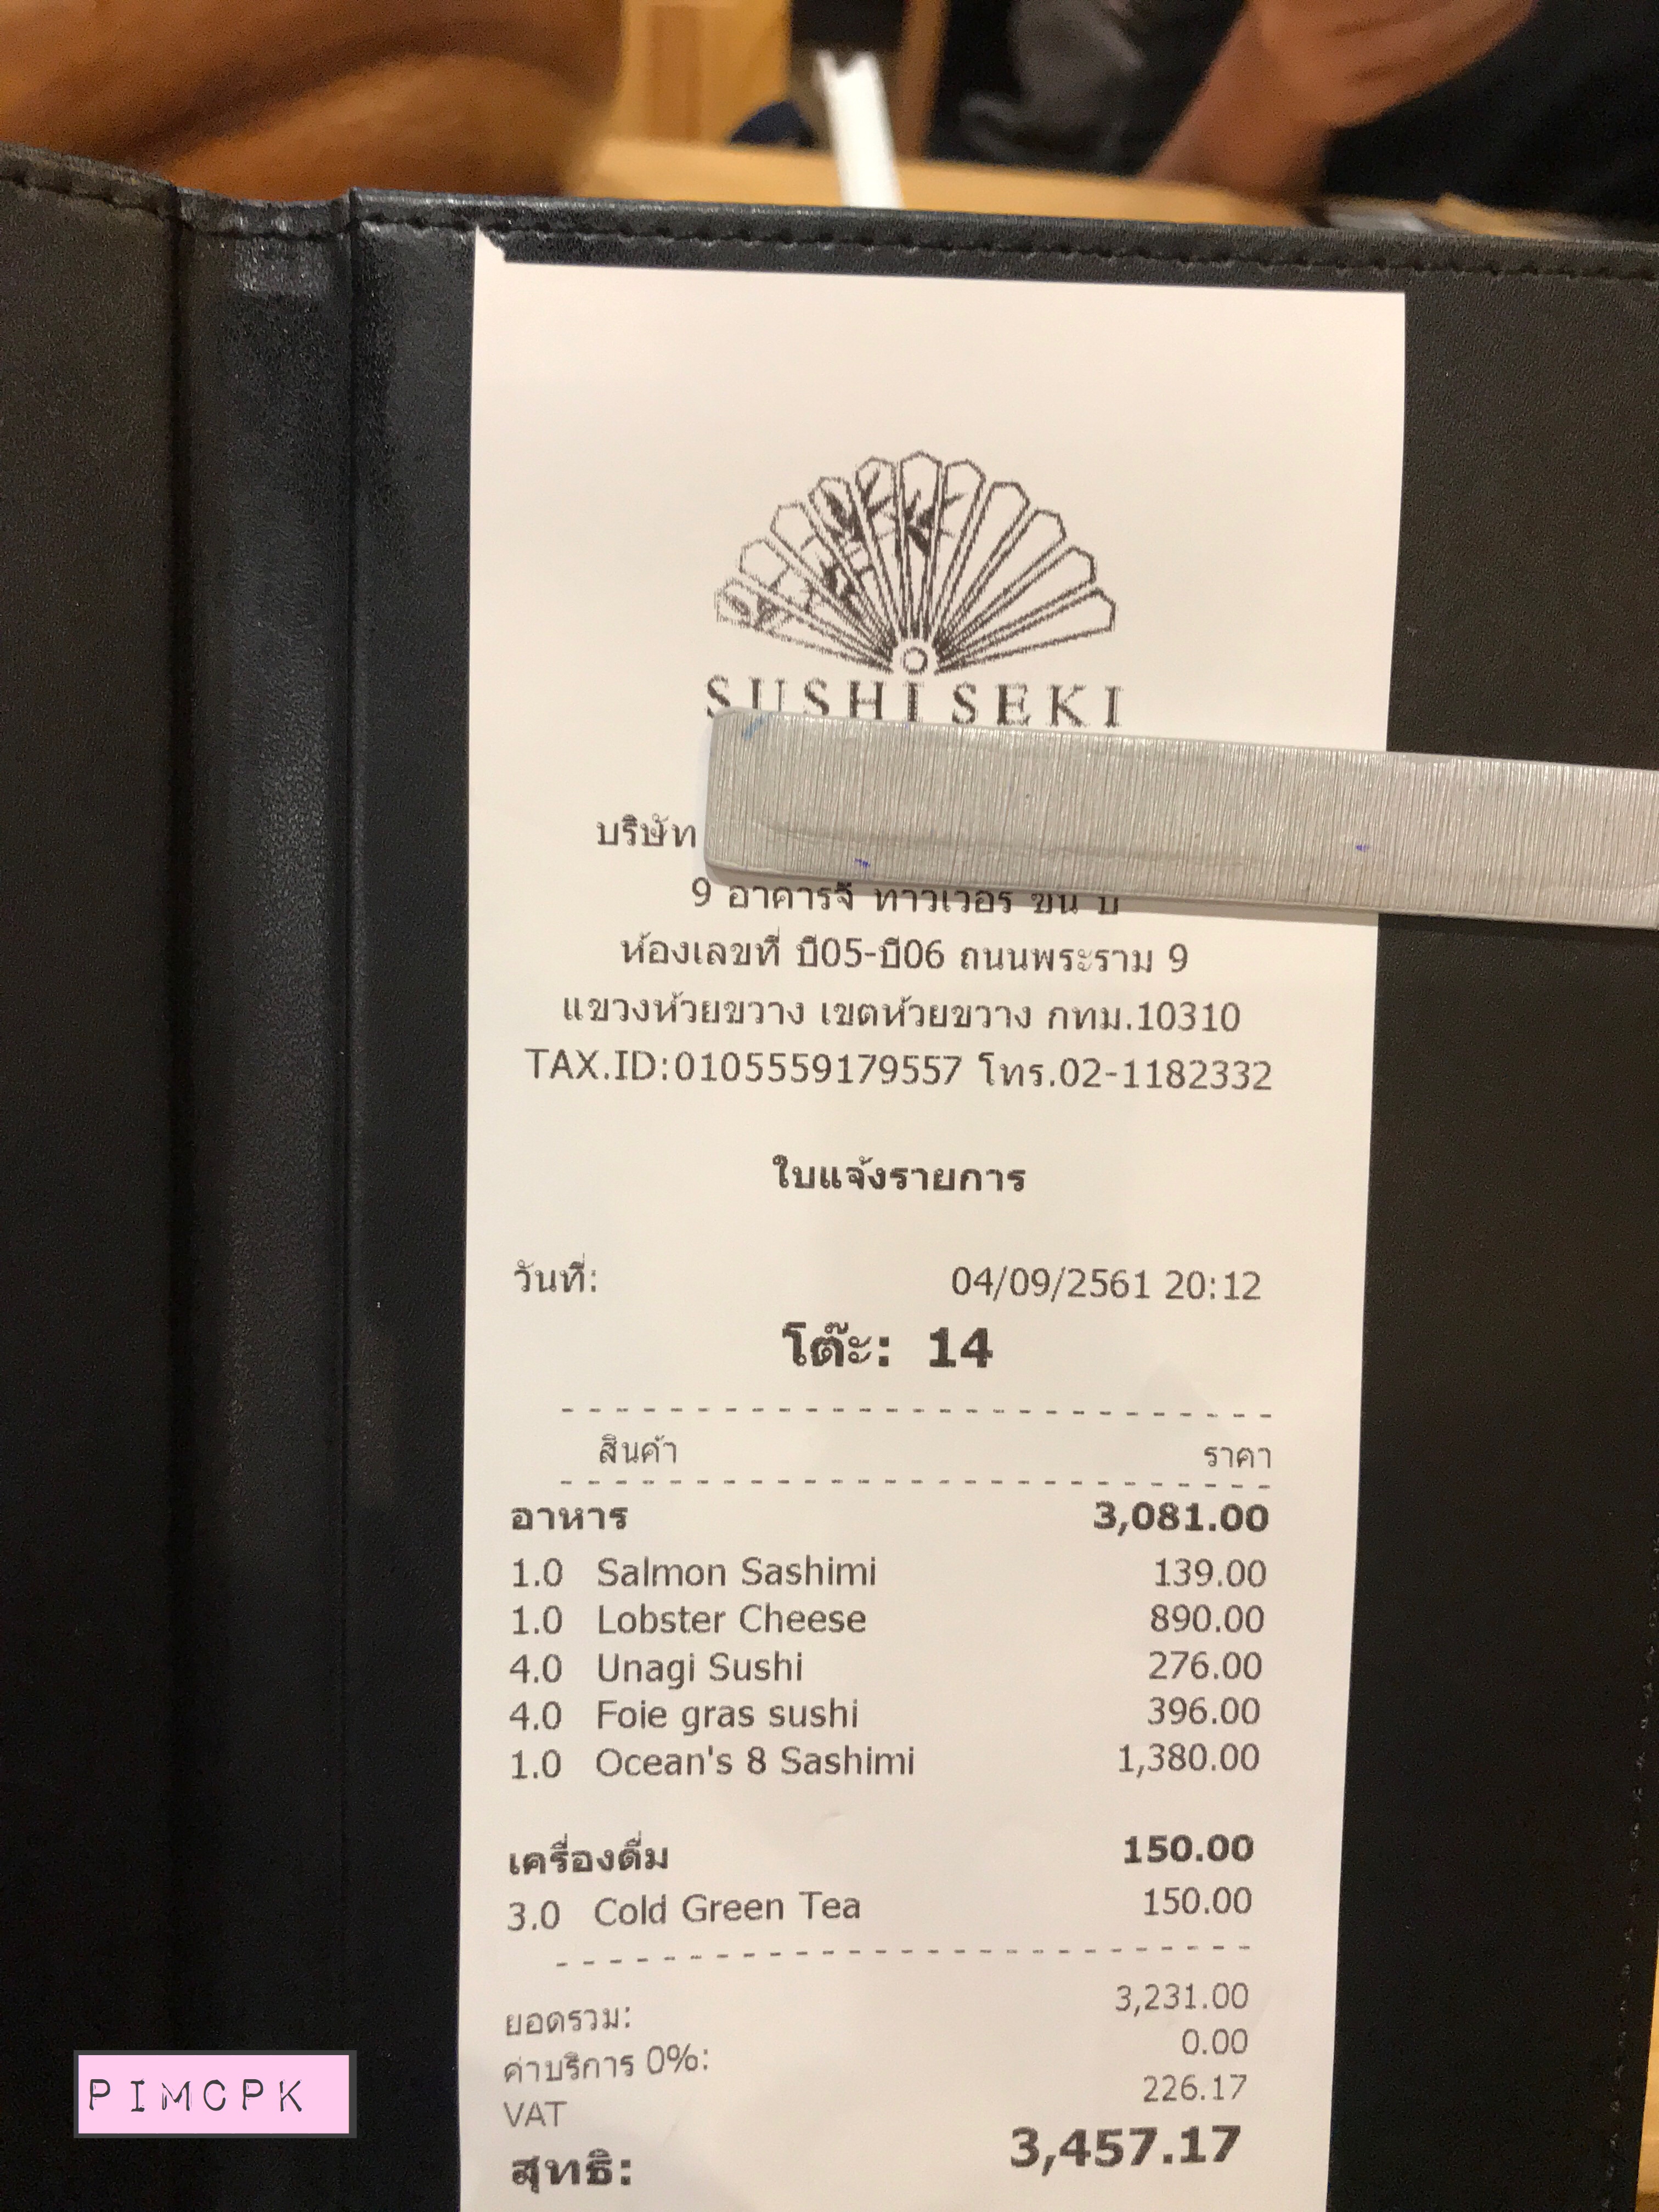 SUSHI SEKI
บริษัท
9 อาคารจี ทาวเวอร์ ชั้น บี
ห้องเลขที่ บี05-บี06 ถนนพระราม 9
แขวงห้วยขวาง เขตห้วยขวาง กทม.10310
TAX.ID:0105559179557 โทร.02-1182332
ใบแจ้งรายการ
วันที่: 04/09/2561 20:12
โต๊ะ: 14
สินค้า ราคา
อาหาร 3,081.00
1.0 Salmon Sashimi 139.00
1.0 Lobster Cheese 890.00
4.0 Unagi Sushi 276.00
4.0 Foie gras sushi 396.00
1.0 Ocean's 8 Sashimi 1,380.00
เครื่องดื่ม 150.00
3.0 Cold Green Tea 150.00
ยอดรวม: 3,231.00
ค่าบริการ 0%: 0.00
VAT 226.17
สุทธิ: 3,457.17
PIMCPK